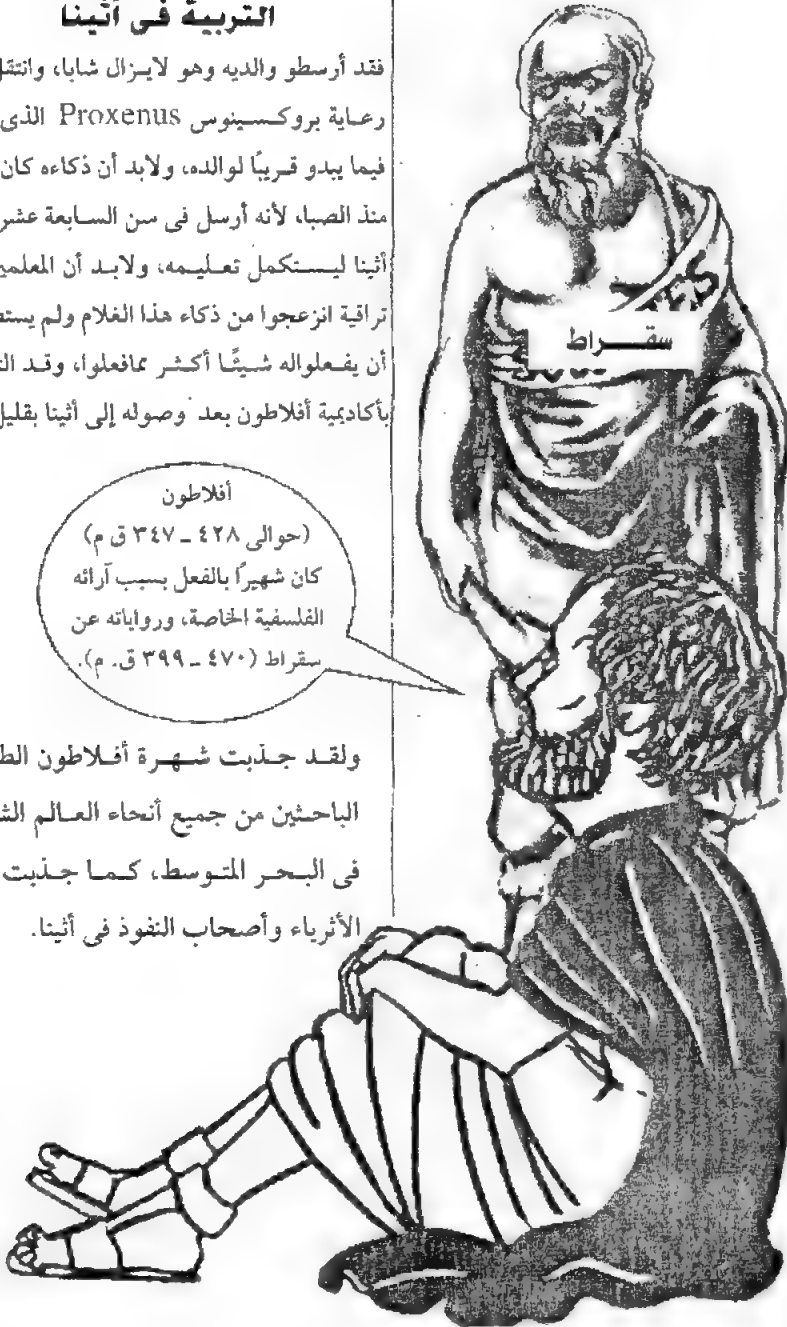 التربية فى أثينا
فقد أرسطو والديه وهو لايزال شابا، وانتقل
رعاية بروكسينوس Proxenus الذى
فيما يبدو قريبًا لوالده، ولابد أن ذكاءه كان
منذ الصبا، لأنه أرسل فى سن السابعة عشر
أثينا ليستكمل تعليمه، ولابد أن المعلمين
تراقية انزعجوا من ذكاء هذا الغلام ولم
أن يفعلواله شيئًا أكثر ممافعلوا، وقد
بأكاديمية أفلاطون بعد وصوله إلى أثينا بقليل
سقراط
أفلاطون
(حوالى ٤٢٨ ـ ٣٤٧ ق م)
كان شهيرًا بالفعل بسبب آرائه
الفلسفية الخاصة، ورواياته عن
سقراط (٤٧٠ ـ ٣٩٩ ق. م).
ولقد جذبت شهرة أفلاطون
الباحثين من جميع أنحاء العالم
فى البحر المتوسط، كما جذبت
الأثرياء وأصحاب النفوذ فى أثينا.